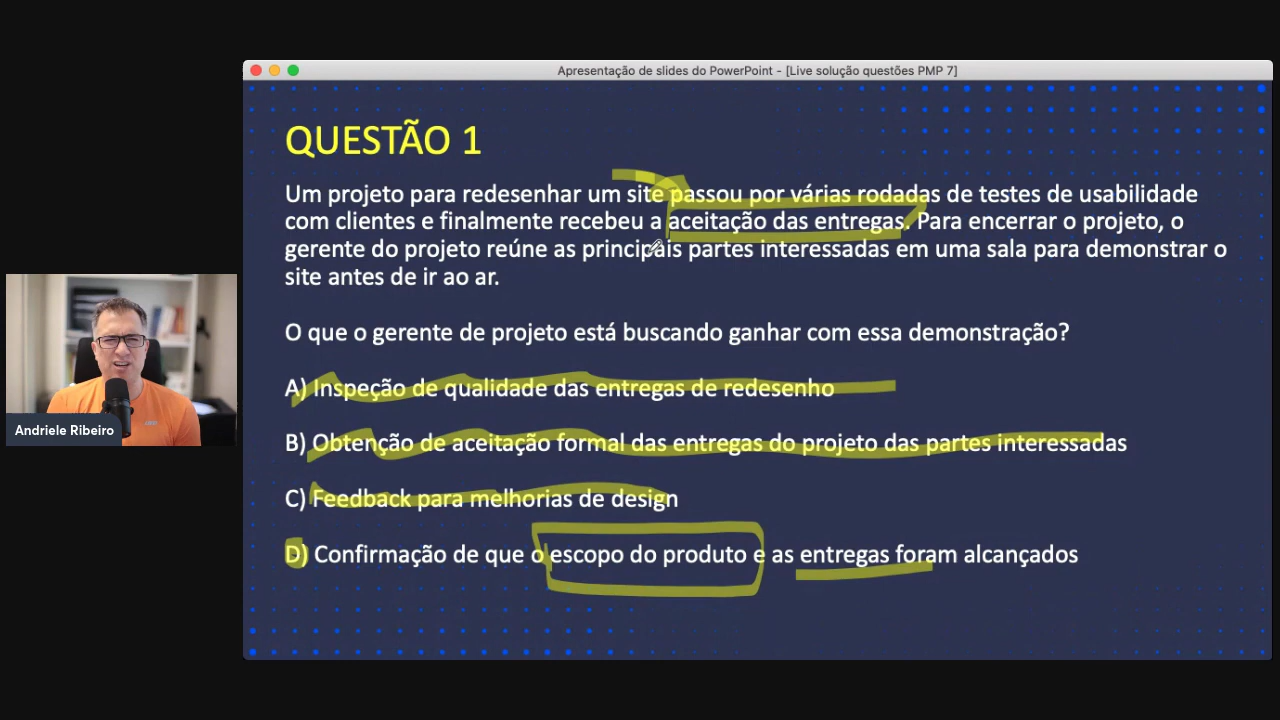 Apresentação de slides do PowerPoint - [Live solução questões PMP 7]
QUESTÃO 1
Um projeto para redesenhar um site passou por várias rodadas de testes de usabilidade
com clientes e finalmente recebeu a aceitação das entregas. Para encerrar o projeto, o
gerente do projeto reúne as principais partes interessadas em uma sala para demonstrar o
site antes de ir ao ar.
O que o gerente de projeto está buscando ganhar com essa demonstração?
A) Inspeção de qualidade das entregas de redesenho
B) Obtenção de aceitação formal das entregas do projeto das partes interessadas
C) Feedback para melhorias de design
D) Confirmação de que o escopo do produto e as entregas foram alcançados
Andriele Ribeiro